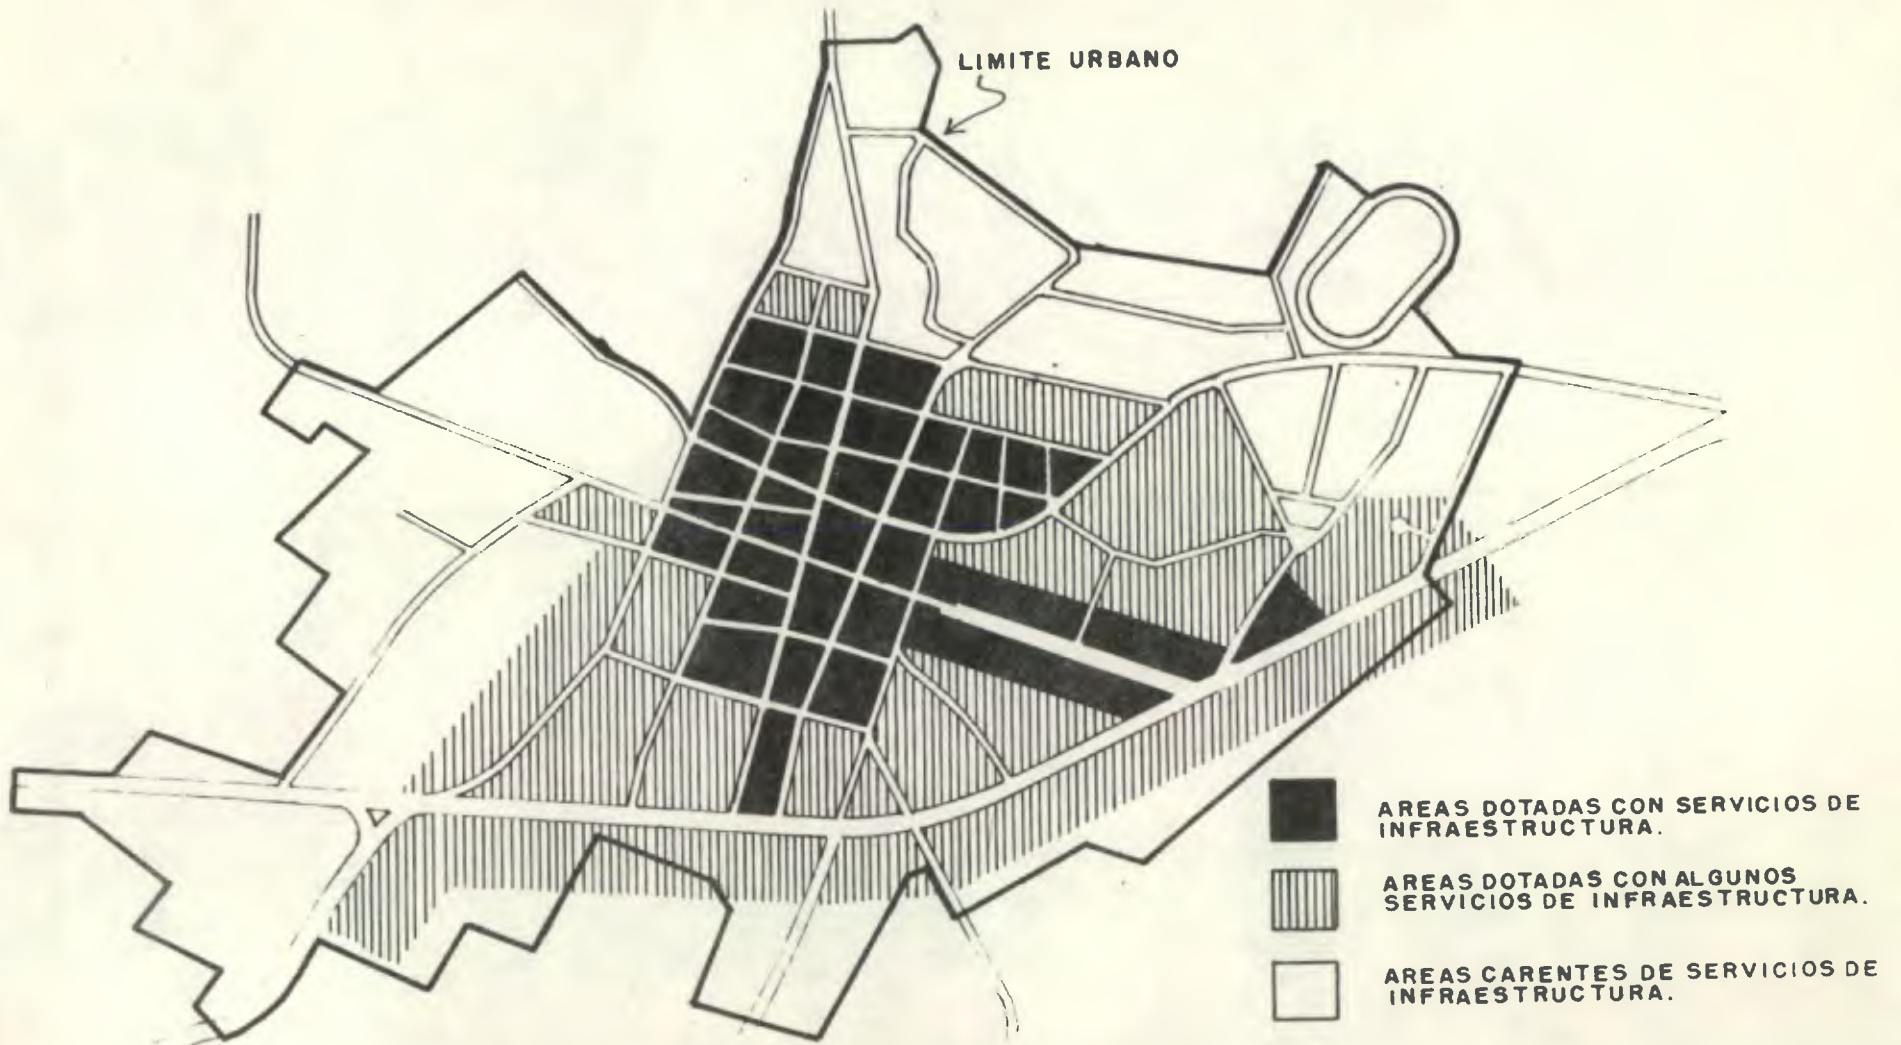 LIMITE URBANO
AREAS DOTADAS CON SERVICIOS DE
INFRAESTRUCTURA.
AREAS DOTADAS CON ALGUNOS
SERVICIOS DE INFRAESTRUCTURA.
AREAS CARENTES DE SERVICIOS DE
INFRAESTRUCTURA.